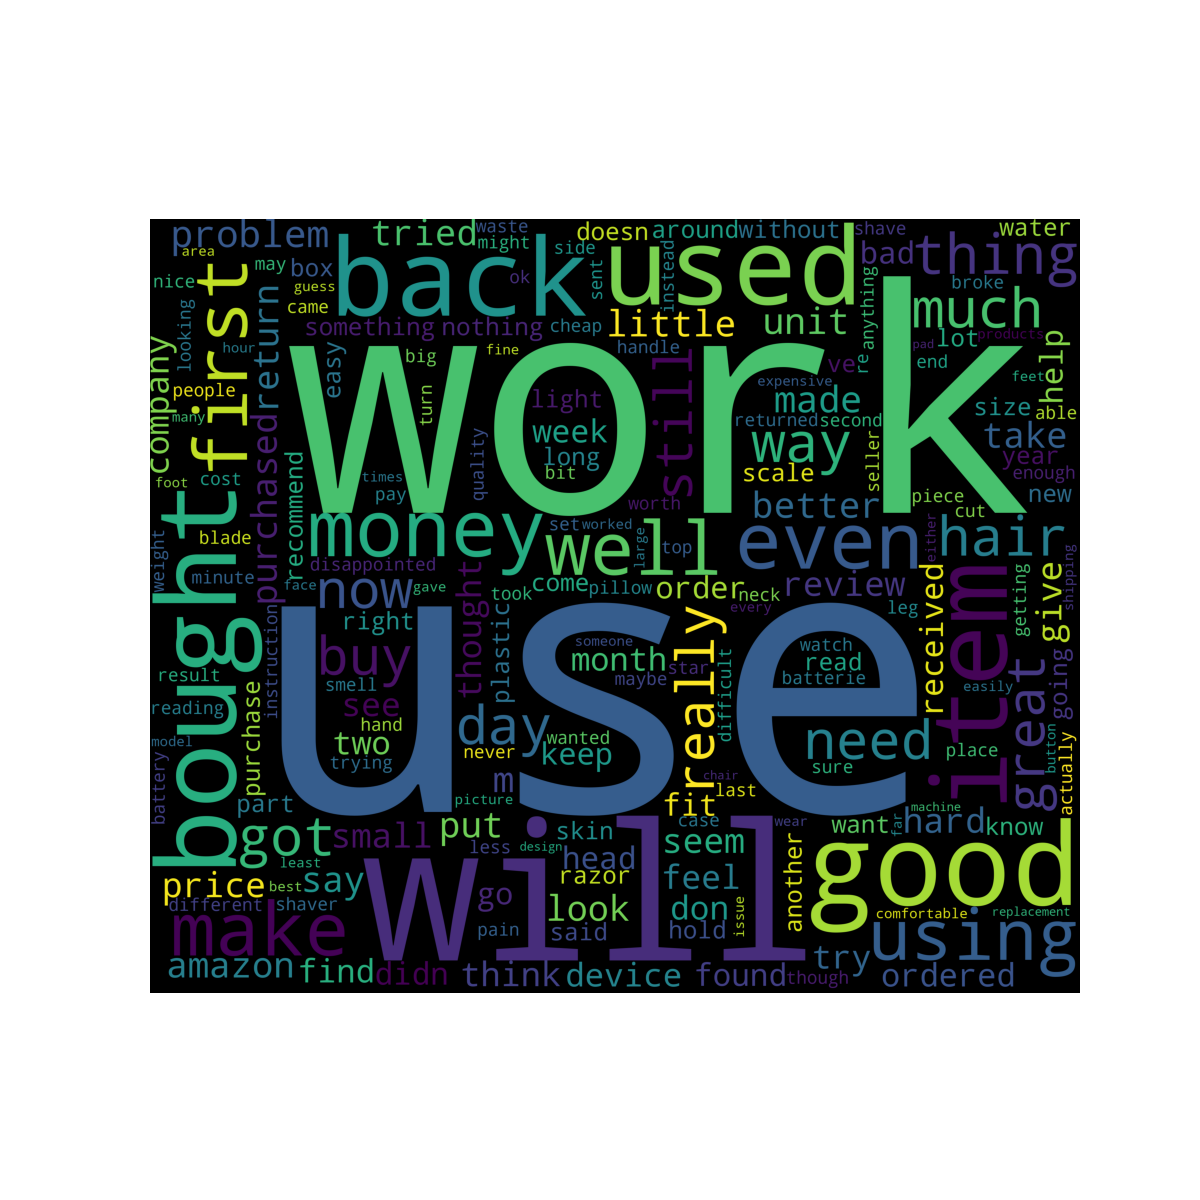 problem
area
tried
waste
might
back
used
side
sent
doesn
instead
around
without
shave
bad
thing
water
nice
may
box
guess
came
ok
something
nothing
cheap
little
unit
anything
broke
much
looking
first
return
hour
easy
big
fine
handle
work
ve
re
lot
products
pad
end
feet
help
company
people
many
foot
purchased
turn
light
week
long
bit
still
expensive
made
returned
second
way
scale
seller
size
able
take
year
enough
cost
recommend
times
pay
quality
worth
better
piece
cut
new
bought
blade
money
set
worked
well
large
top
even
hair
either
shipping
weight
minute
disappointed
now
face
gave
took
come
pillow
order
neck
every
review
received
item
getting
give
instruction
right
thought
use
leg
result
reading
purchase
buy
smell
see
plastic
someone
month
maybe
star
really
difficult
watch
read
batterie
great
easily
going
model
battery
hand
two
trying
day
never
wanted
keep
need
sure
place
button
actually
part
m
picture
chair
last
fit
machine
got
small
put
less
design
skin
case
seem
wear
want
far
hard
know
least
price
best
say
will
head
razor
feel
another
good
different
shaver
go
look
don
issue
comfortable
replacement
make
pain
said
hold
using
amazon
find
didn
think
device
found
though
try
ordered